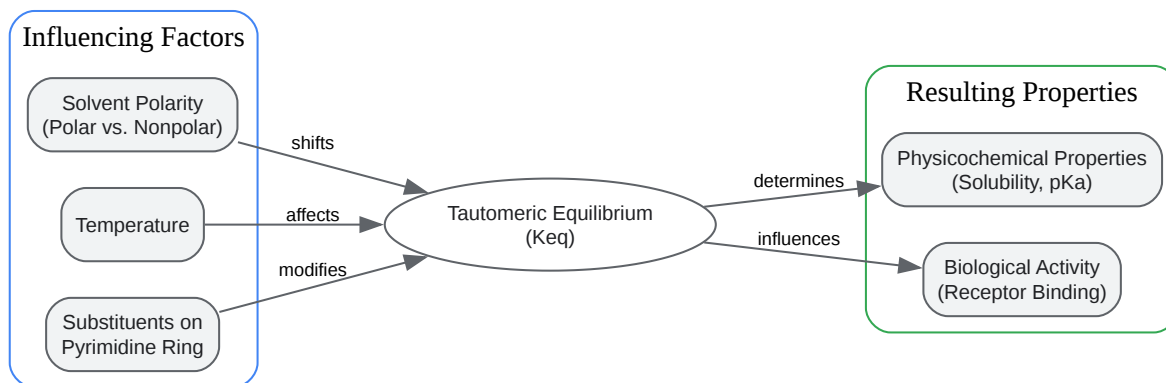 Influencing Factors
Solvent Polarity
(Polar vs. Nonpolar)
Temperature
Substituents on
Pyrimidine Ring
shifts
affects
modifies
Tautomeric Equilibrium
(Keq)
determines
influences
Resulting Properties
Physicochemical Properties
(Solubility, pKa)
Biological Activity
(Receptor Binding)